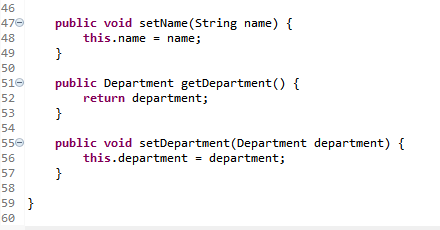 46
47 public void setName(String name) {
48 this.name = name;
49 }
50
51 public Department getDepartment() {
52 return department;
53 }
54
55 public void setDepartment(Department department) {
56 this.department = department;
57 }
58
59 }
60